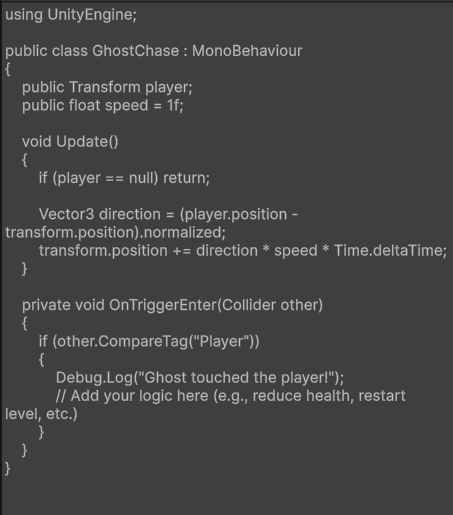 using UnityEngine;
public class GhostChase : MonoBehaviour
{
public Transform player;
public float speed = 1f;
void Update()
{
if (player == null) return;
Vector3 direction = (player.position -
transform.position).normalized;
transform.position += direction * speed * Time.deltaTime;
}
private void OnTriggerEnter(Collider other)
{
if (other.CompareTag("Player"))
{
Debug.Log("Ghost touched the player!");
// Add your logic here (e.g., reduce health, restart
level, etc.)
}
}
}